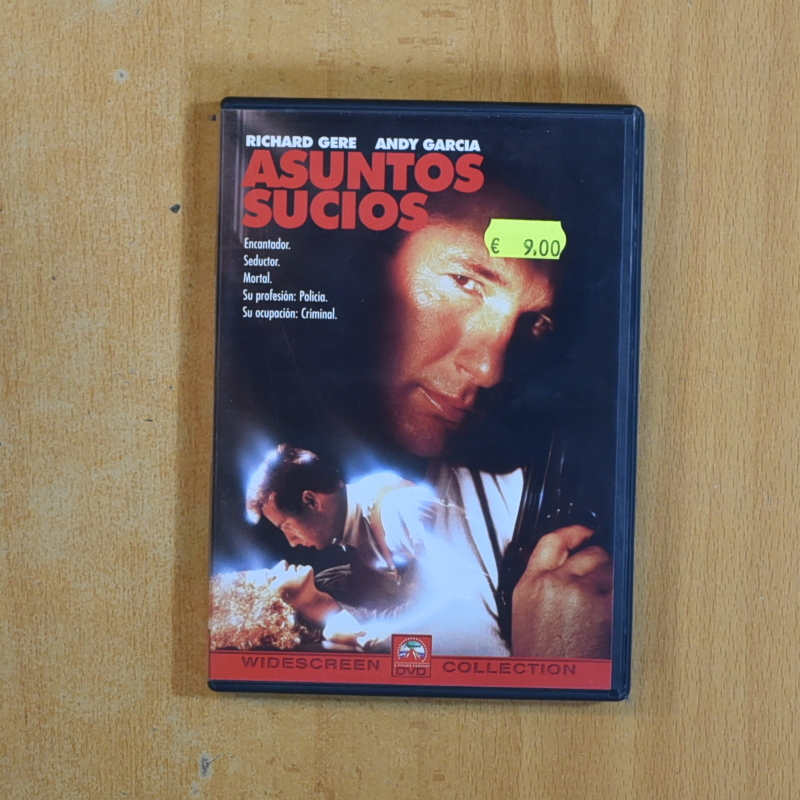 RICHARD GERE ANDY GARCIA
ASUNTOS
SUCIOS
€ 9,00
Encantador.
Seductor.
Mortal.
Su profesión: Policía.
Su ocupación: Criminal.
WIDESCREEN DVD COLLECTION